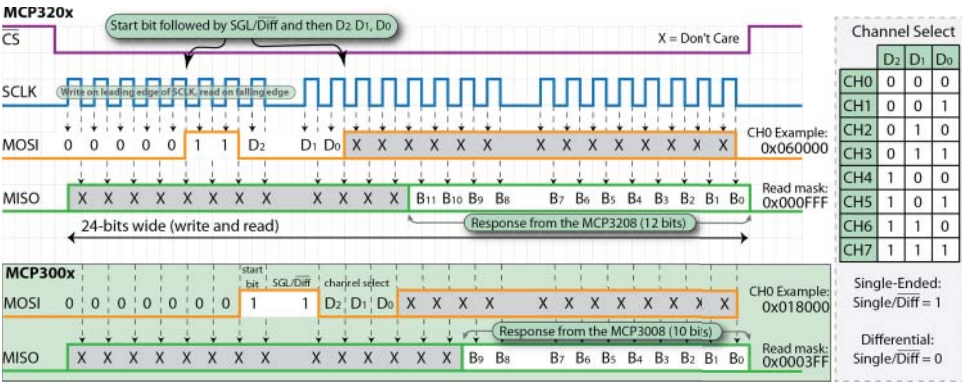 MCP320x
Start bit followed by SGL/Diff and then D2 D1, D0
CS
X = Don't Care
SCLK
Write on leading edge of SCLK, read on falling edge
MOSI 0 0 0 0 0 1 1 D2 D1 D0 X X X X X X X X X X X X X X
CH0 Example:
0x060000
MISO X X X X X X X X X X X X B11 B10 B9 B8 B7 B6 B5 B4 B3 B2 B1 B0
Read mask:
0x000FFF
Response from the MCP3208 (12 bits)
24-bits wide (write and read)
MCP300x
start
bit
SGL/Diff
channel select
MOSI 0 0 0 0 0 0 0 1 1 D2 D1 D0 X X X X X X X X X X X X
CH0 Example:
0x018000
Response from the MCP3008 (10 bits)
MISO X X X X X X X X X X X X X X B9 B8 B7 B6 B5 B4 B3 B2 B1 B0
Read mask:
0x0003FF
Channel Select
D2 D1 D0
CH0 0 0 0
CH1 0 0 1
CH2 0 1 0
CH3 0 1 1
CH4 1 0 0
CH5 1 0 1
CH6 1 1 0
CH7 1 1 1
Single-Ended:
Single/Diff = 1
Differential:
Single/Diff = 0